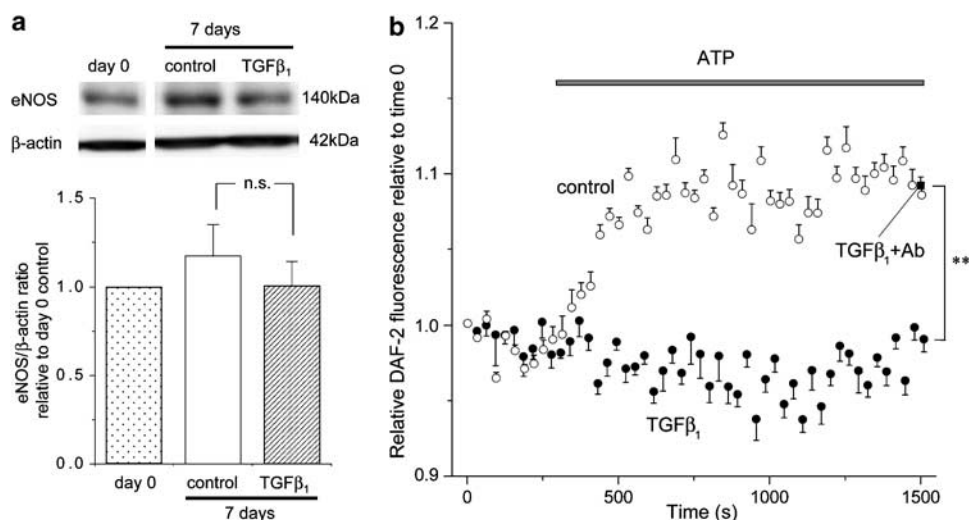 a
7 days
day 0 control TGFβ₁
eNOS 140kDa
β-actin 42kDa
eNOS/β-actin ratio
relative to day 0 control
1.5
1.0
0.5
0.0
n.s.
day 0 control TGFβ₁
7 days
b
Relative DAF-2 fluorescence relative to time 0
1.2
1.1
1.0
0.9
ATP
control
TGFβ₁+Ab
**
TGFβ₁
0 500 1000 1500
Time (s)